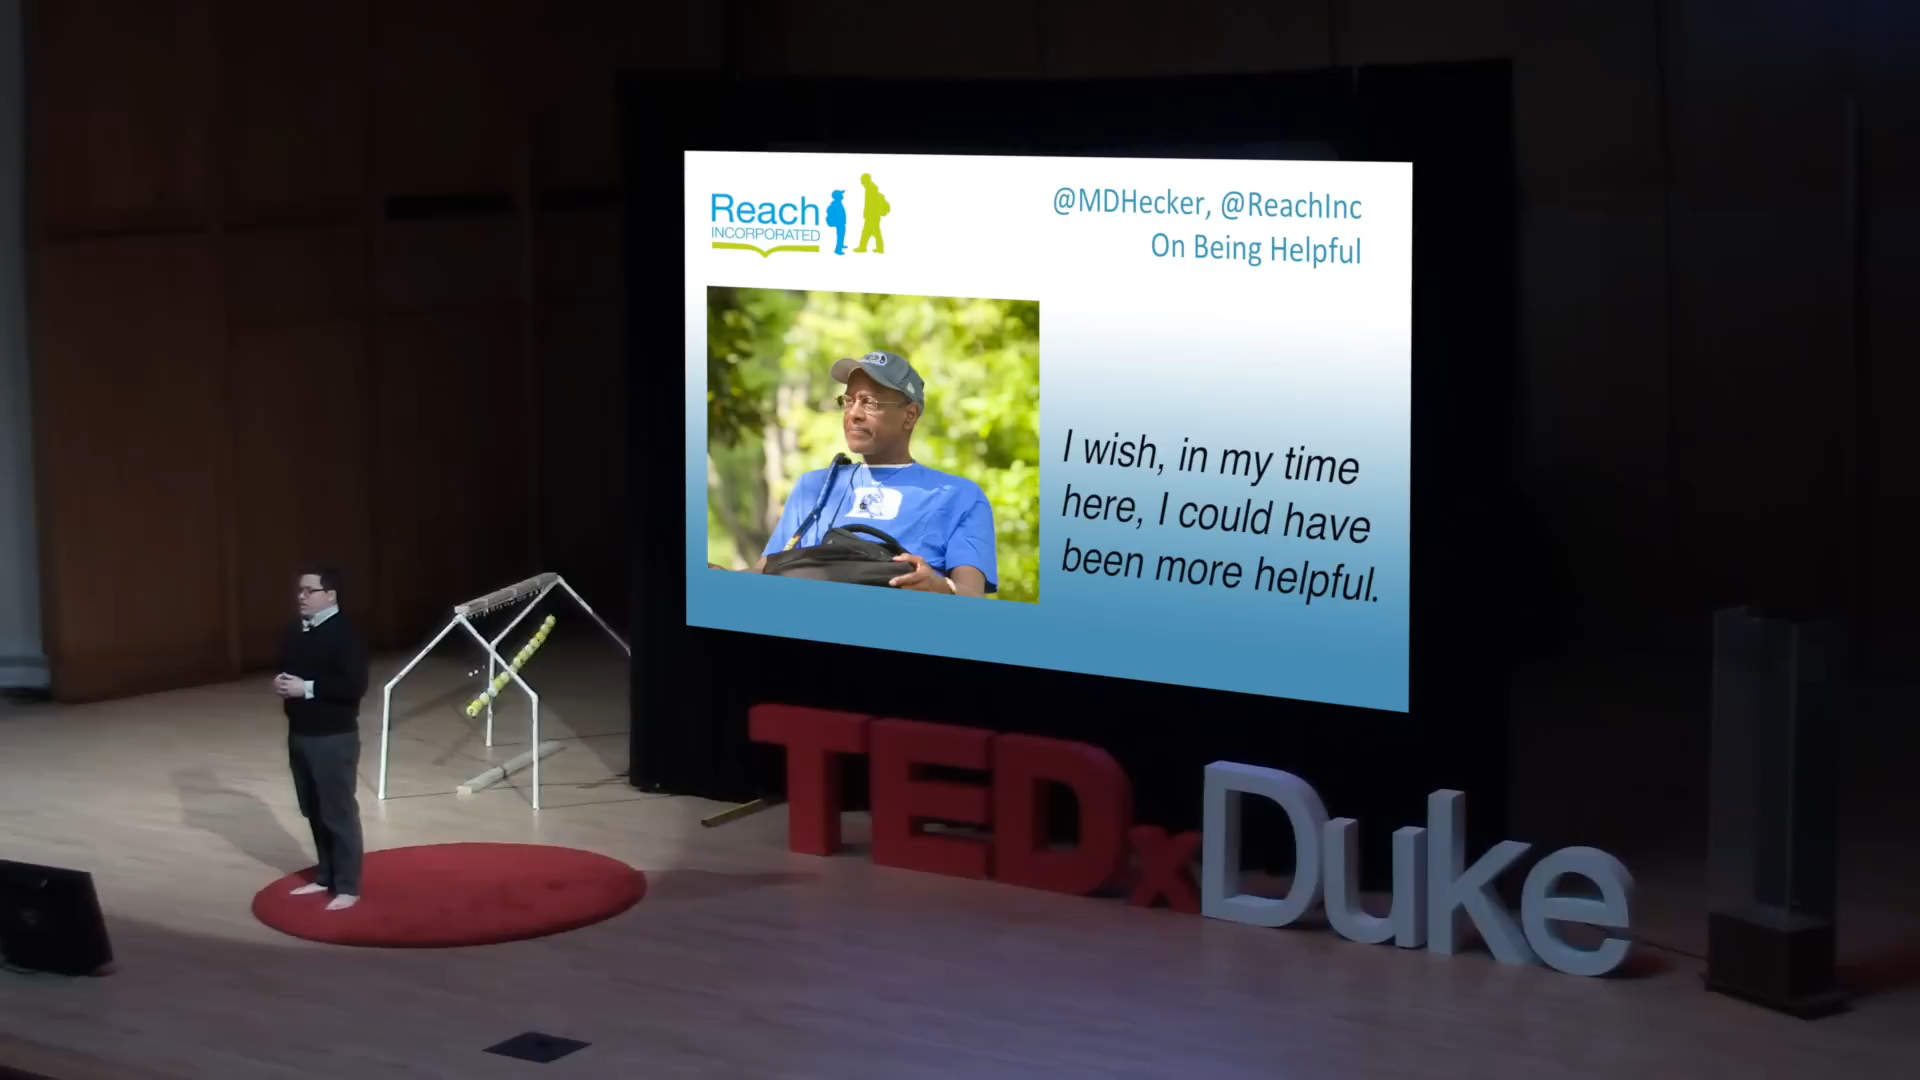 Reach
INCORPORATED
@MDHecker, @ReachInc
On Being Helpful
I wish, in my time
here, I could have
been more helpful.
D
TEDxDuke